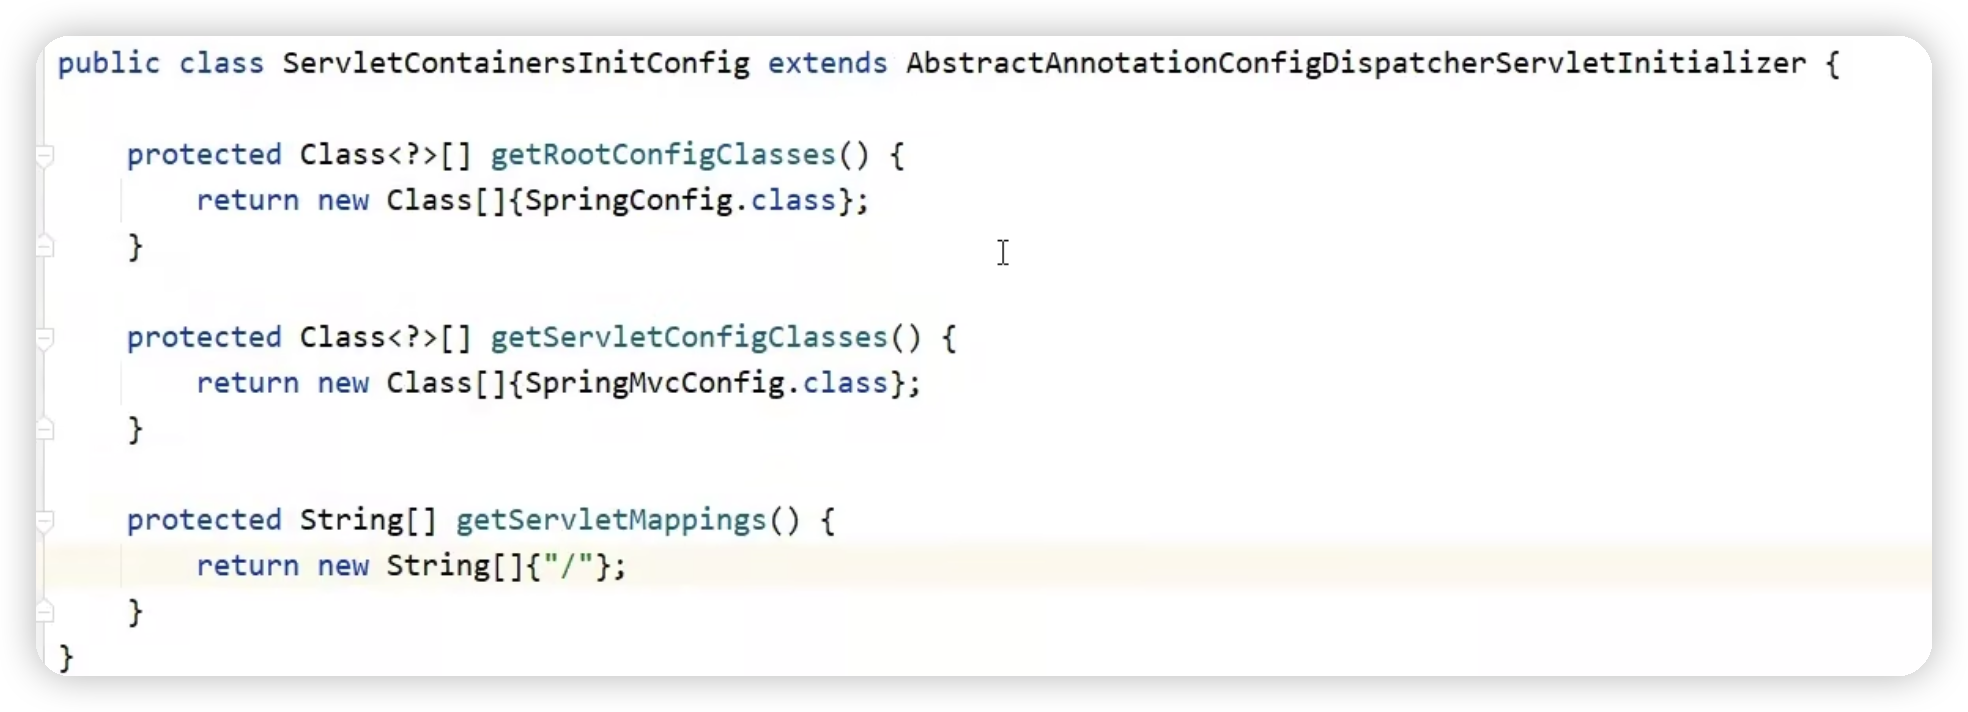 public class ServletContainersInitConfig extends AbstractAnnotationConfigDispatcherServletInitializer {
    protected Class<?>[] getRootConfigClasses() {
        return new Class[]{SpringConfig.class};
    }
    protected Class<?>[] getServletConfigClasses() {
        return new Class[]{SpringMvcConfig.class};
    }
    protected String[] getServletMappings() {
        return new String[]{"/"};
    }
}